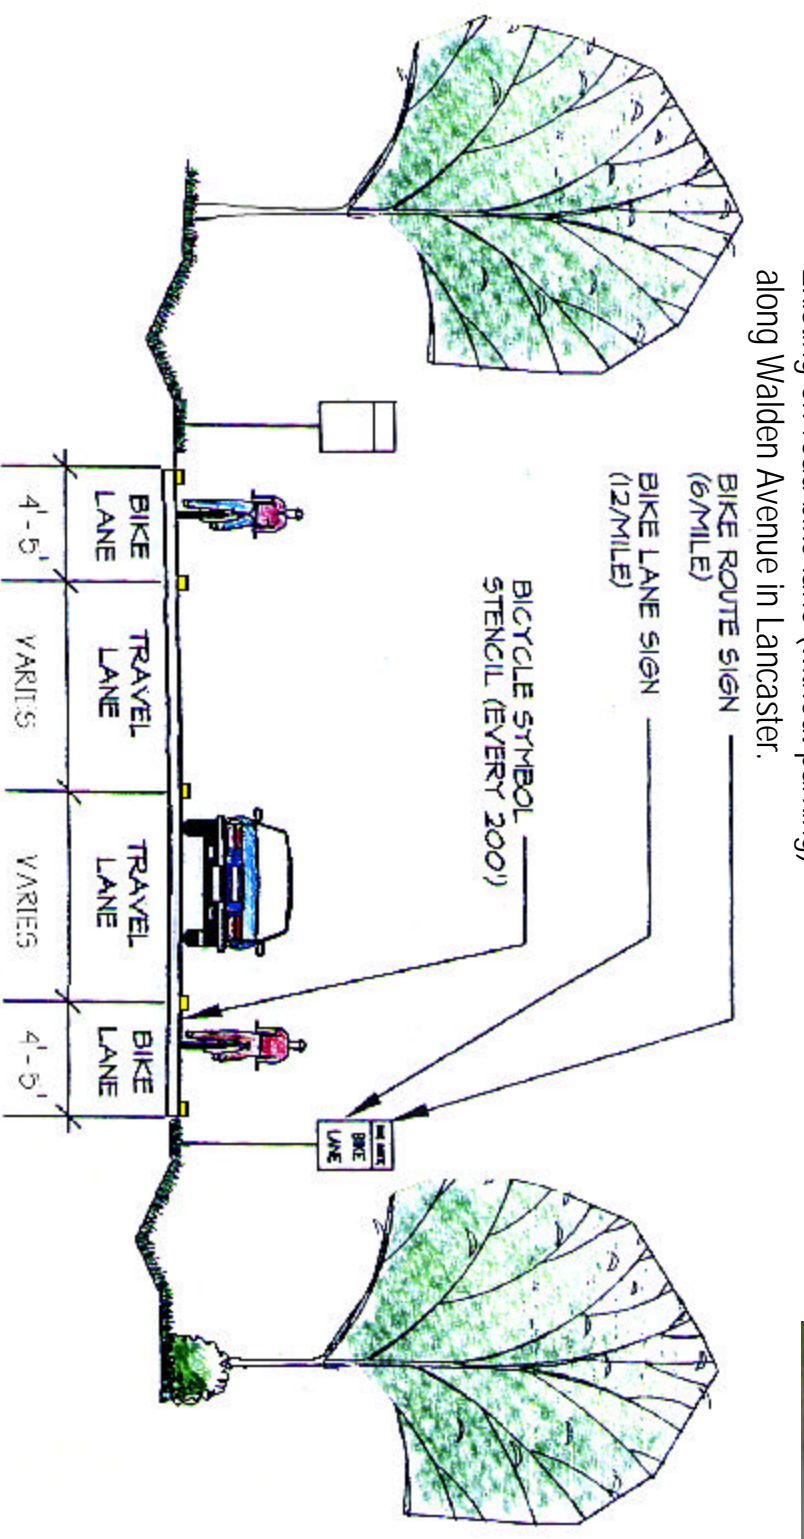 along Walden Avenue in Lancaster.
BIKE ROUTE SIGN
(6/MILE)
BIKE LANE SIGN
(12/MILE)
BICYCLE SYMBOL
STENCIL (EVERY 200')
BIKE
LANE
BIKE
LANE
TRAVEL
LANE
TRAVEL
LANE
BIKE
LANE
4'-5'
VARIES
VARIES
4'-5'